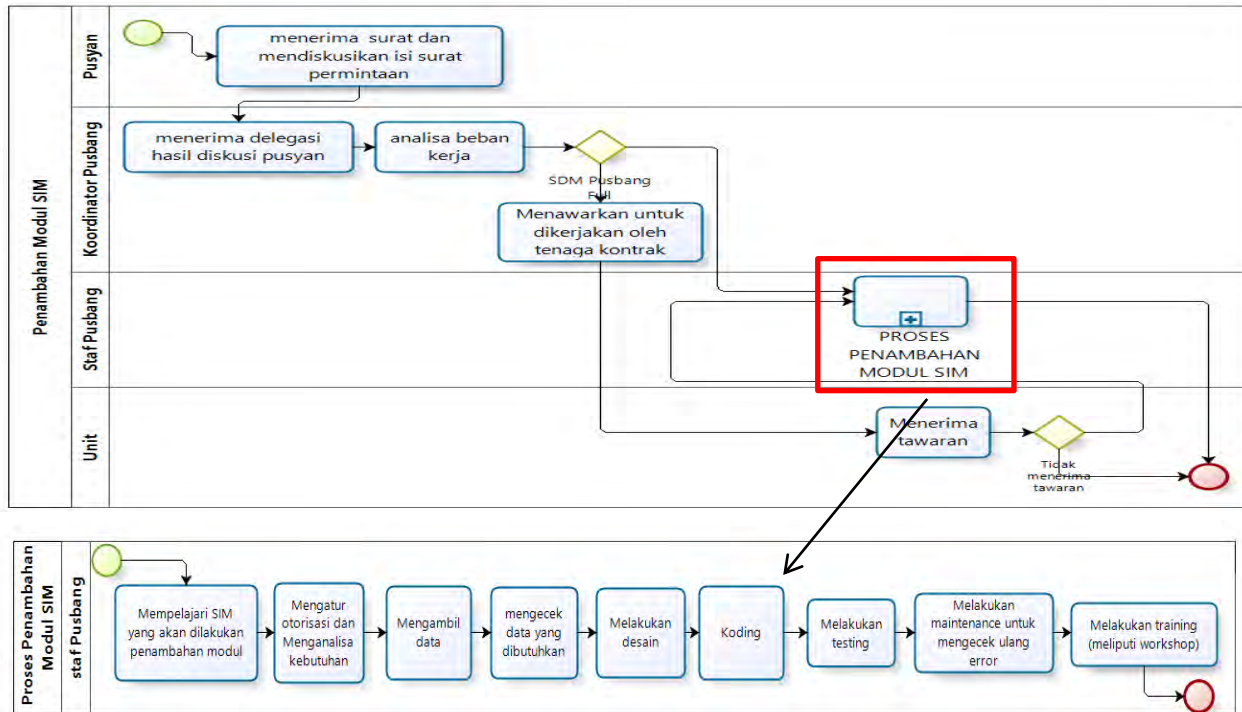 Penambahan Modul SIM
Pusyan
menerima surat dan
mendiskusikan isi surat
permintaan
Koordinator Pusbang
menerima delegasi
hasil diskusi pusyan
analisa beban
kerja
SDM Pusbang
Full
Menawarkan untuk
dikerjakan oleh
tenaga kontrak
Staf Pusbang
PROSES
PENAMBAHAN
MODUL SIM
Unit
Menerima
tawaran
Tidak
menerima
tawaran
Proses Penambahan
Modul SIM
staf Pusbang
Mempelajari SIM
yang akan dilakukan
penambahan modul
Mengatur
otorisasi dan
Menganalisa
kebutuhan
Mengambil
data
mengecek
data yang
dibutuhkan
Melakukan
desain
Koding
Melakukan
testing
Melakukan
maintenance untuk
mengecek ulang
error
Melakukan training
(meliputi workshop)